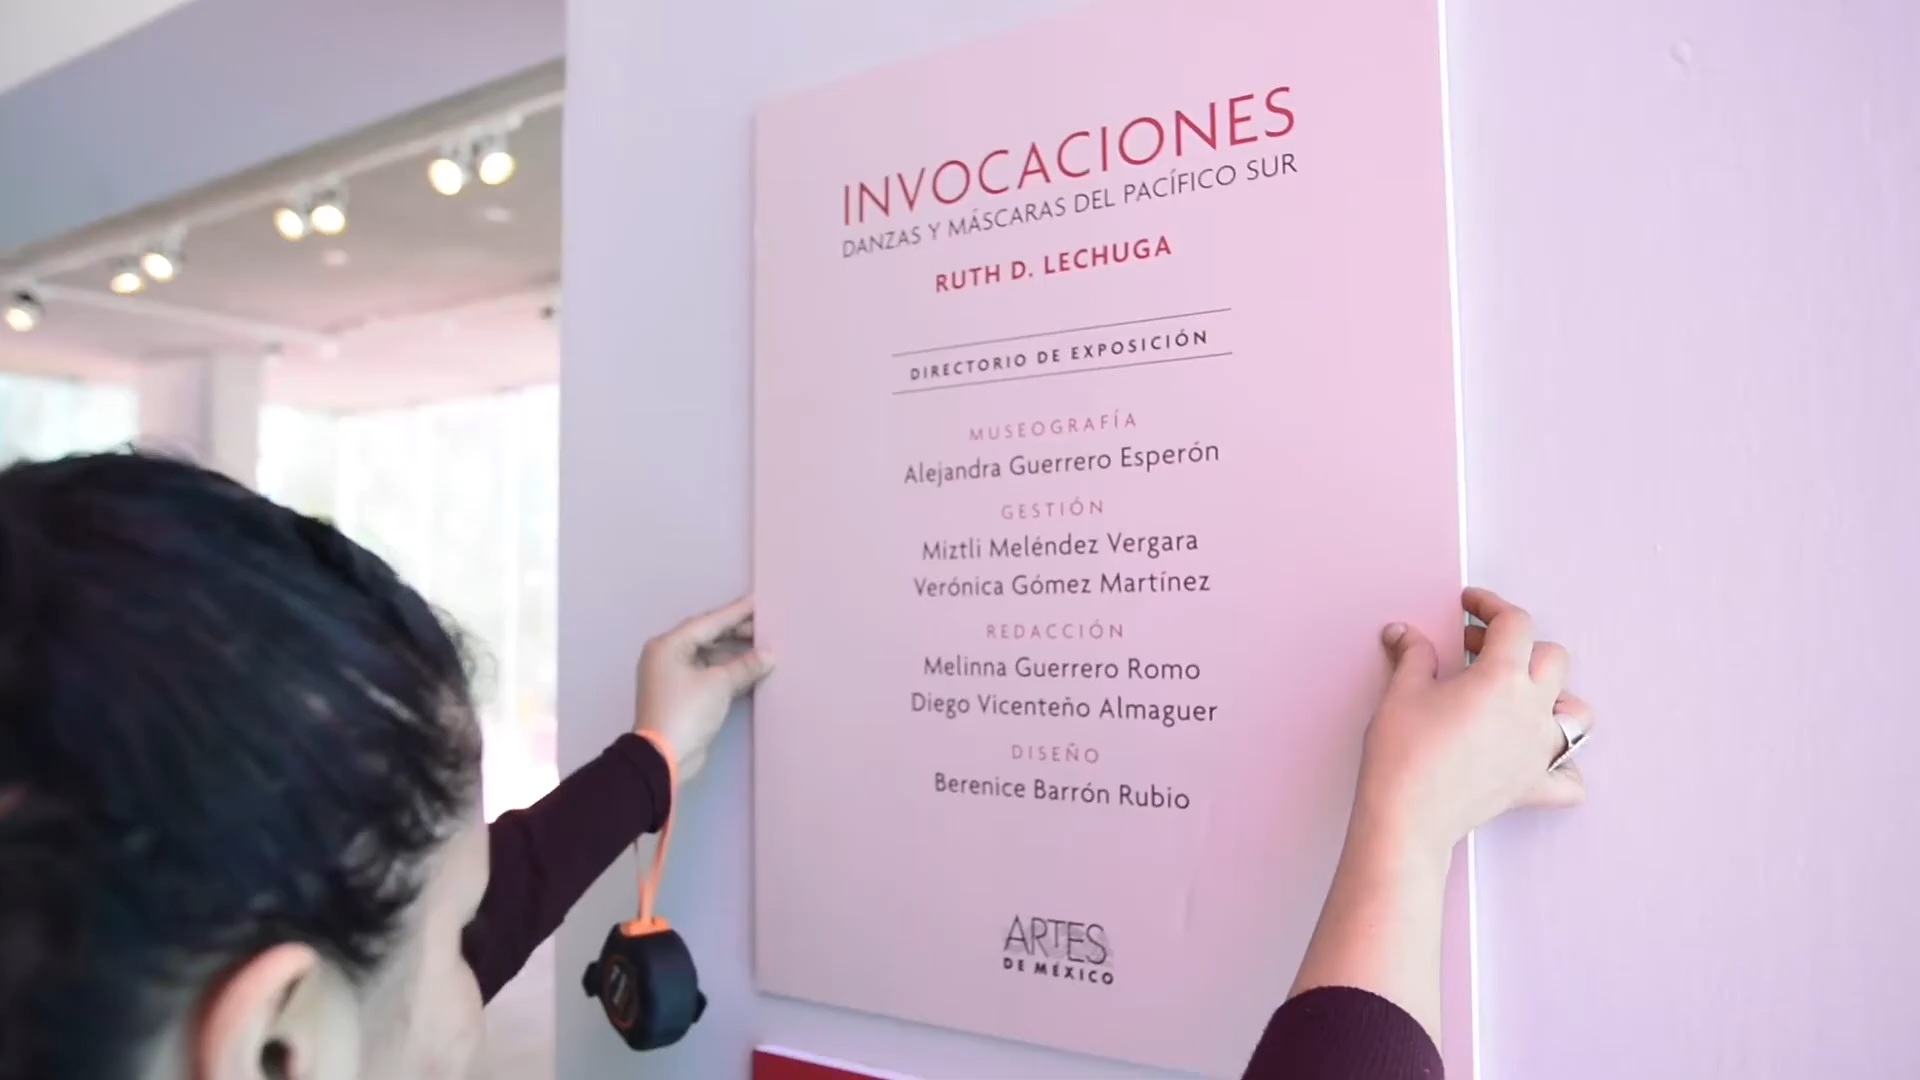 INVOCACIONES
DANZAS Y MÁSCARAS DEL PACÍFICO SUR
RUTH D. LECHUGA
DIRECTORIO DE EXPOSICIÓN
MUSEOGRAFÍA
Alejandra Guerrero Esperón
GESTIÓN
Miztli Meléndez Vergara
Verónica Gómez Martínez
REDACCIÓN
Melinna Guerrero Romo
Diego Vicenteño Almaguer
DISEÑO
Berenice Barrón Rubio
ARTES
DE MÉXICO